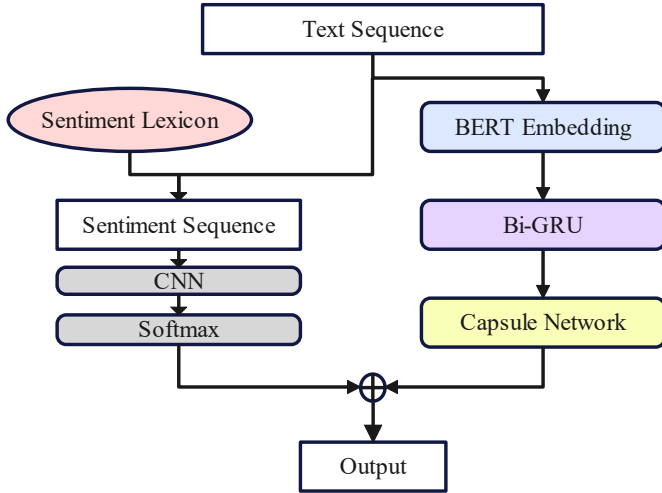 Text Sequence
Sentiment Lexicon
BERT Embedding
Sentiment Sequence
Bi-GRU
CNN
Softmax
Capsule Network
Output